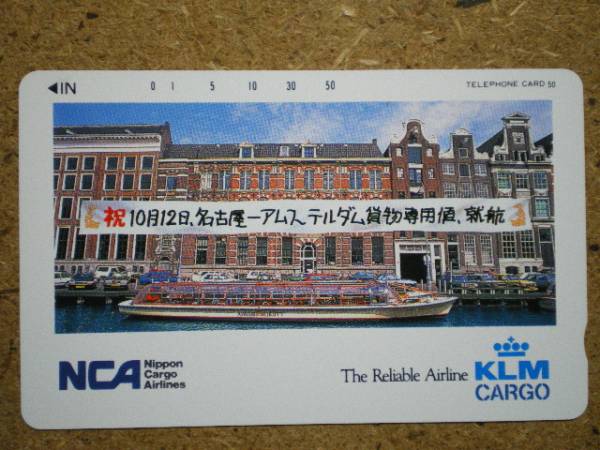 ◀IN 0 1 5 10 30 50 TELEPHONE CARD 50
祝10月12日、名古屋ーアムステルダム貨物専用便、就航
NCA Nippon Cargo Airlines
The Reliable Airline KLM CARGO